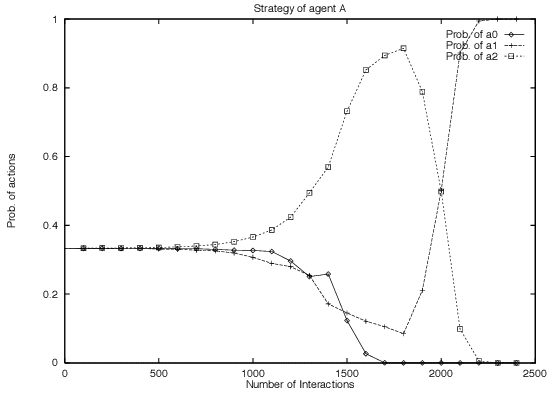 Strategy of agent A
1
Prob. of a0
Prob. of a1
Prob. of a2
0.8
0.6
Prob. of actions
0.4
0.2
0
0
500
1000
1500
2000
2500
Number of Interactions